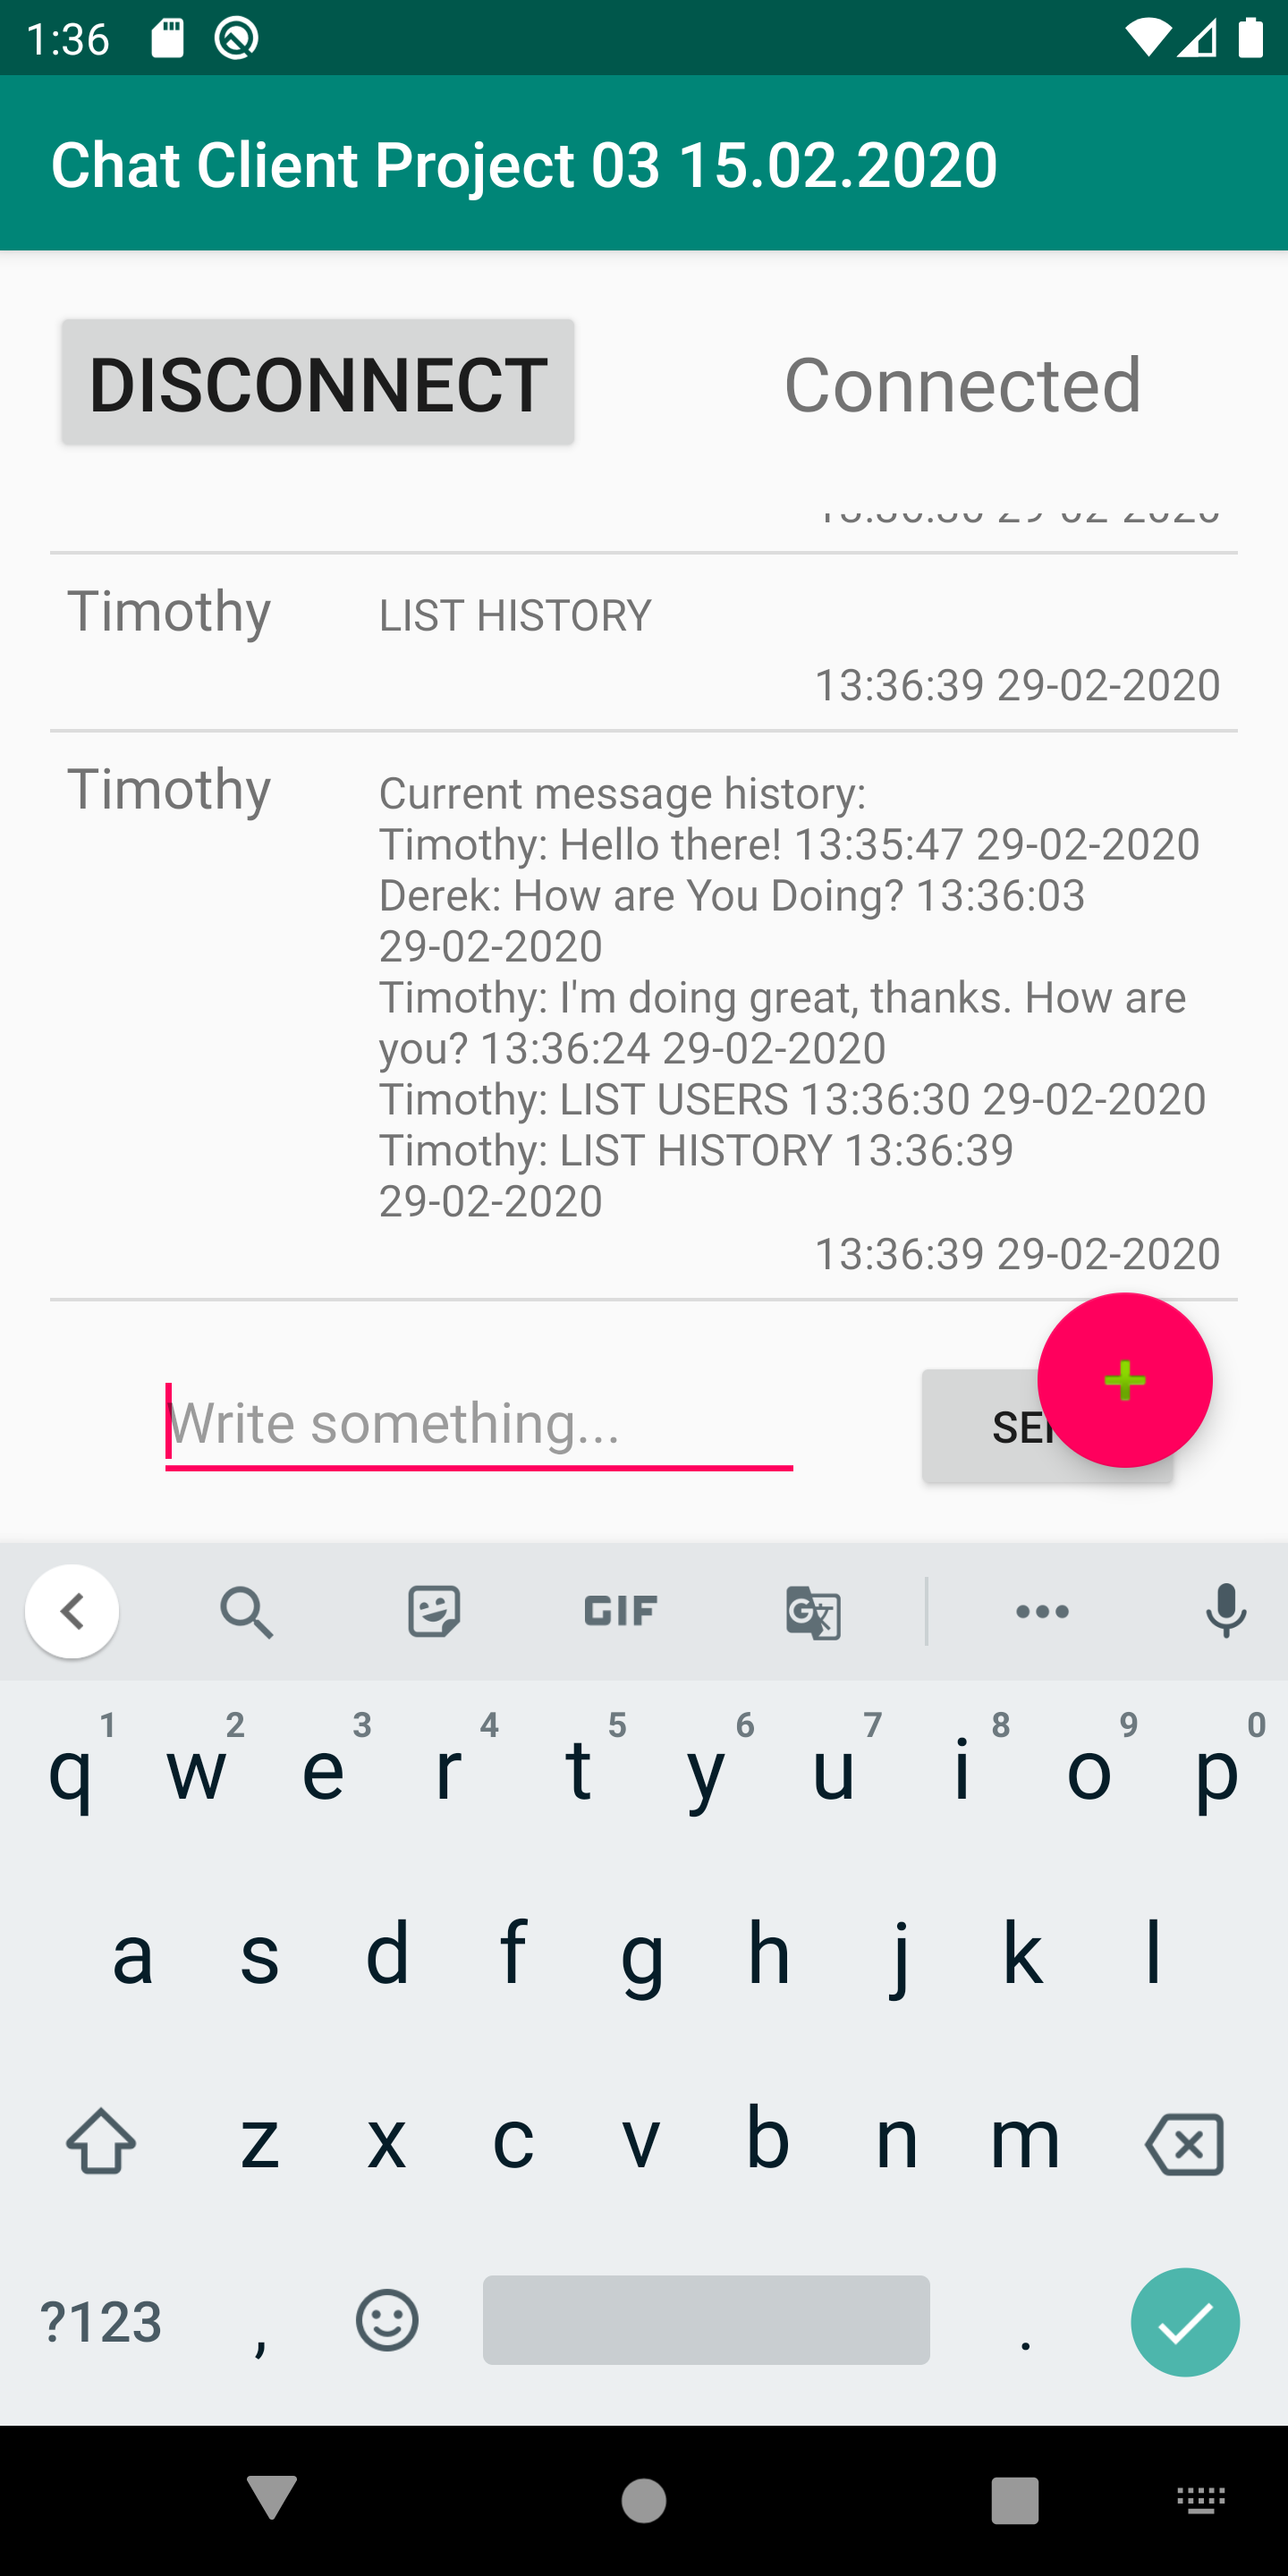 1:36
Chat Client Project 03 15.02.2020
DISCONNECT
Connected
Timothy
LIST HISTORY
13:36:39 29-02-2020
Timothy
Current message history:
Timothy: Hello there! 13:35:47 29-02-2020
Derek: How are You Doing? 13:36:03
29-02-2020
Timothy: I'm doing great, thanks. How are
you? 13:36:24 29-02-2020
Timothy: LIST USERS 13:36:30 29-02-2020
Timothy: LIST HISTORY 13:36:39
29-02-2020
13:36:39 29-02-2020
Write something...
GIF
1 2 3 4 5 6 7 8 9 0
q w e r t y u i o p
a s d f g h j k l
z x c v b n m
?123 , .